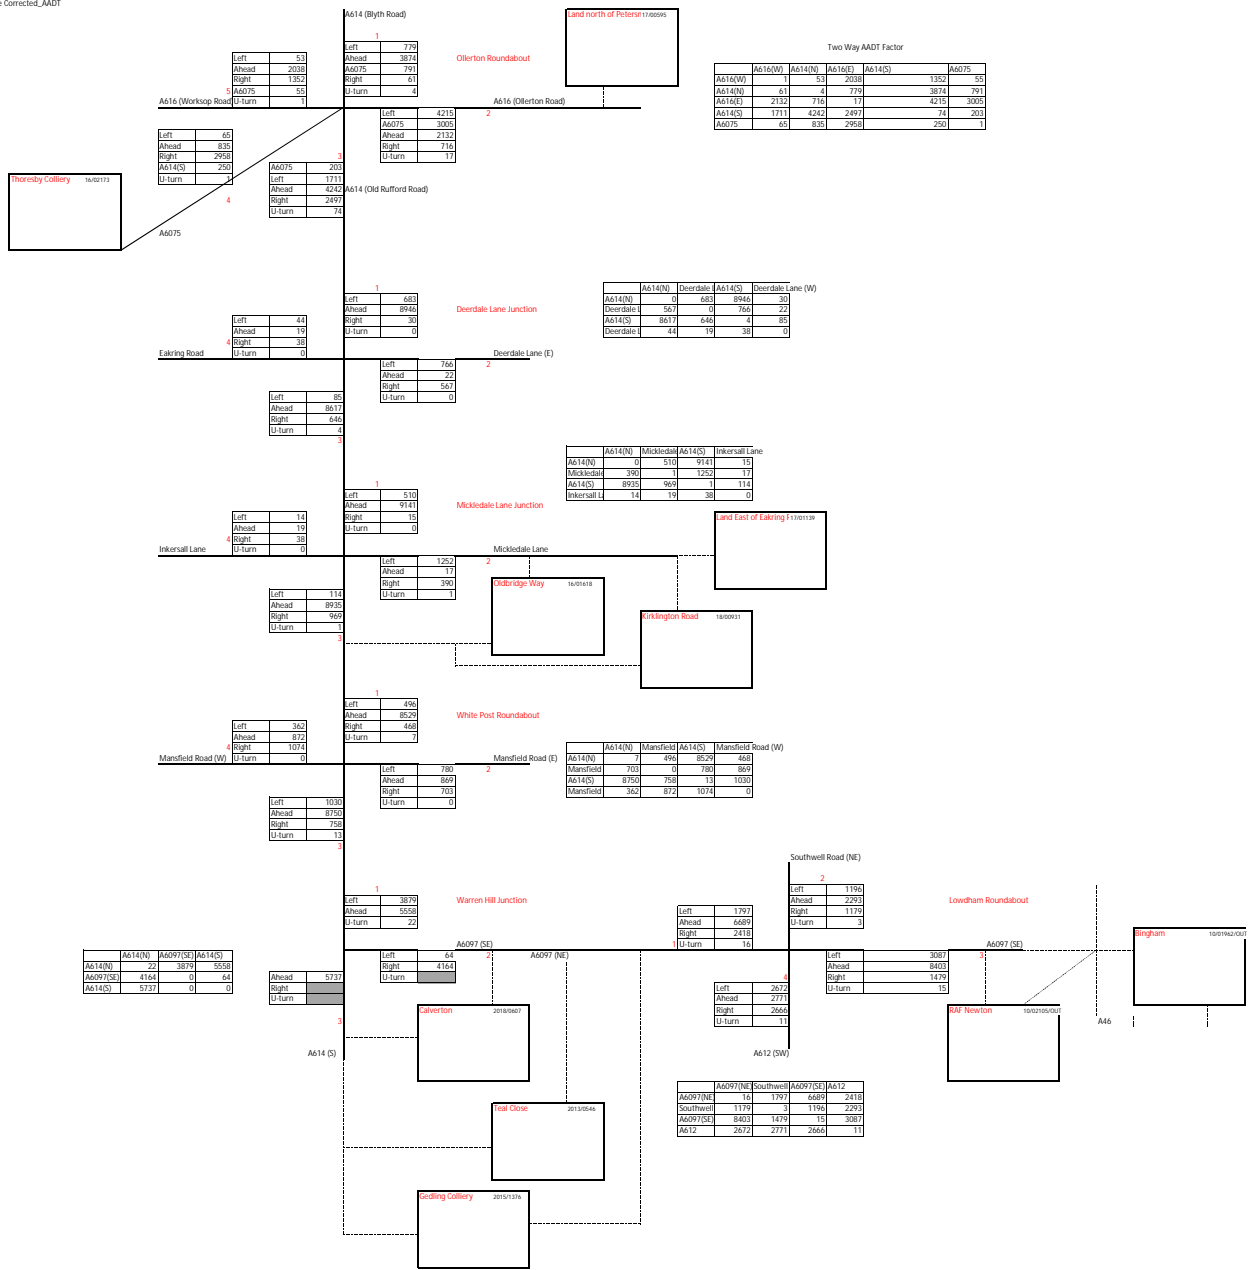 e Corrected_AADT
A614 (Blyth Road)
Land north of Petersm 17/00595
1
Left 779
Ahead 3874
A6075 791
Right 61
U-turn 4
Ollerton Roundabout
Two Way AADT Factor
Left 53
Ahead 2038
Right 1352
5 A6075 55
A616 (Worksop Road) U-turn 1
A616(W) A614(N) A616(E) A614(S) A6075
A616(W) 1 53 2038 1352 55
A614(N) 61 4 779 3874 791
A616(E) 2132 716 17 4215 3005
A614(S) 1711 4242 2497 74 203
A6075 65 835 2958 250 1
A616 (Ollerton Road)
2
Left 4215
A6075 3005
Ahead 2132
Right 716
U-turn 17
Left 65
Ahead 835
Right 2958
A614(S) 250
U-turn 1
4
3
A6075 203
Left 1711
Ahead 4242
Right 2497
U-turn 74
A614 (Old Rufford Road)
Thoresby Colliery 16/02173
A6075
1
Left 683
Ahead 8946
Right 30
U-turn 0
Deerdale Lane Junction
A614(N) Deerdale L A614(S) Deerdale Lane (W)
A614(N) 0 683 8946 30
Deerdale L 567 0 766 22
A614(S) 8617 646 4 85
Deerdale L 44 19 38 0
Left 44
Ahead 19
4 Right 38
Eakring Road U-turn 0
Deerdale Lane (E)
2
Left 766
Ahead 22
Right 567
U-turn 0
Left 85
Ahead 8617
Right 646
U-turn 4
3
A614(N) Mickledale A614(S) Inkersall Lane
A614(N) 0 510 9141 15
Mickledale 390 1 1252 17
A614(S) 8935 969 1 114
Inkersall La 14 19 38 0
1
Left 510
Ahead 9141
Right 15
U-turn 0
Mickledale Lane Junction
Left 14
Ahead 19
4 Right 38
Inkersall Lane U-turn 0
Land East of Eakring R 17/01139
Mickledale Lane
2
Left 1252
Ahead 17
Right 390
U-turn 1
Oldbridge Way 16/01618
Left 114
Ahead 8935
Right 969
U-turn 1
3
Kirklington Road 18/00931
1
Left 496
Ahead 8529
Right 468
U-turn 7
White Post Roundabout
Left 362
Ahead 872
4 Right 1074
Mansfield Road (W) U-turn 0
Mansfield Road (E)
2
A614(N) Mansfield A614(S) Mansfield Road (W)
A614(N) 7 496 8529 468
Mansfield 703 0 780 869
A614(S) 8750 758 13 1030
Mansfield 362 872 1074 0
Left 780
Ahead 869
Right 703
U-turn 0
Left 1030
Ahead 8750
Right 758
U-turn 13
3
Southwell Road (NE)
2
Left 1196
Ahead 2293
Right 1179
U-turn 3
Lowdham Roundabout
1
Left 3879
Ahead 5558
U-turn 22
Warren Hill Junction
Left 1797
Ahead 6689
Right 2418
1 U-turn 16
A6097 (SE)
2
A6097 (NE)
A6097 (SE)
3
Bingham 10/01962/OUT
A614(N) A6097(SE) A614(S)
A614(N) 22 3879 5558
A6097(SE) 4164 0 64
A614(S) 5737 0 0
Left 64
Right 4164
U-turn
Ahead 5737
Right
U-turn
3
Left 3087
Ahead 8403
Right 1479
U-turn 15
4
Left 2672
Ahead 2771
Right 2666
U-turn 11
Calverton 2018/0607
RAF Newton 10/02105/OUT
A46
A614 (S)
A612 (SW)
A6097(NE) Southwell A6097(SE) A612
A6097(NE) 16 1797 6689 2418
Southwell 1179 3 1196 2293
A6097(SE) 8403 1479 15 3087
A612 2672 2771 2666 11
Teal Close 2013/0546
Gedling Colliery 2015/1376